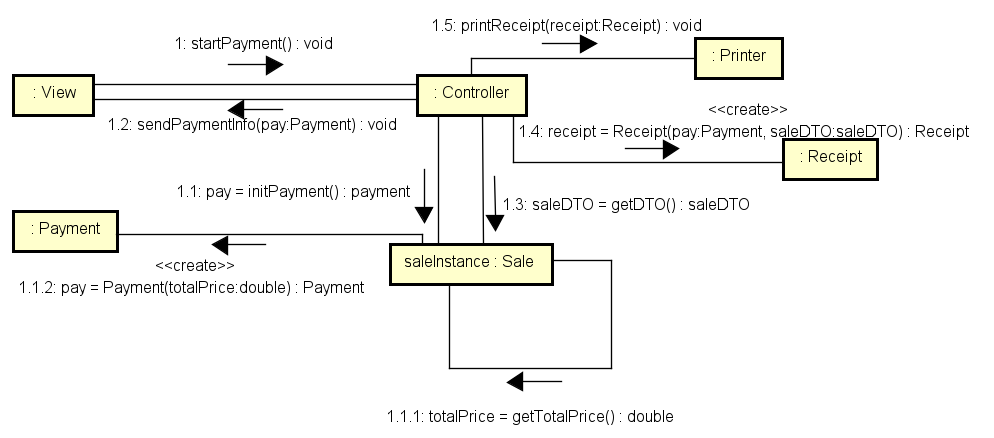 1.5: printReceipt(receipt:Receipt) : void
1: startPayment() : void
: Printer
: View
: Controller
<<create>>
1.2: sendPaymentInfo(pay:Payment) : void
1.4: receipt = Receipt(pay:Payment, saleDTO:saleDTO) : Receipt
: Receipt
1.1: pay = initPayment() : payment
1.3: saleDTO = getDTO() : saleDTO
: Payment
<<create>>
saleInstance : Sale
1.1.2: pay = Payment(totalPrice:double) : Payment
1.1.1: totalPrice = getTotalPrice() : double